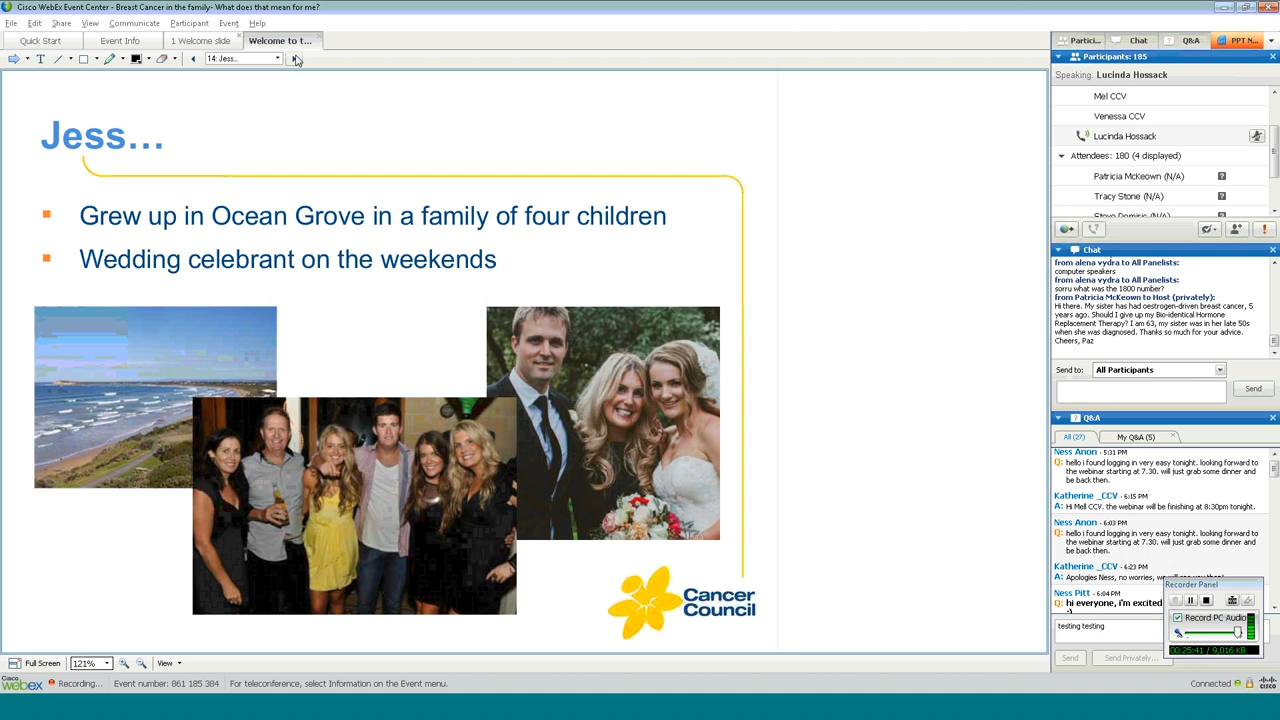 Cisco WebEx Event Center - Breast Cancer in the family- What does that mean for me?
File Edit Share View Communicate Participant Event Help
Quick Start Event Info 1 Welcome slide Welcome to t...
14: Jess...
Jess…
Grew up in Ocean Grove in a family of four children
Wedding celebrant on the weekends
Cancer
Council
Partici... Chat Q&A PPT N...
Participants: 185
Speaking: Lucinda Hossack
Mel CCV
Venessa CCV
Lucinda Hossack
Attendees: 180 (4 displayed)
Patricia McKeown (N/A)
Tracy Stone (N/A)
Chat
from alena vydra to All Panelists:
computer speakers
from alena vydra to All Panelists:
sorru what was the 1800 number?
from Patricia McKeown to Host (privately):
Hi there. My sister has had oestrogen-driven breast cancer, 5
years ago. Should I give up my Bio-identical Hormone
Replacement Therapy? I am 63, my sister was in her late 50s
when she was diagnosed. Thanks so much for your advice.
Cheers, Paz
Send to: All Participants
Send
Q&A
All (27) My Q&A (5)
Ness Anon - 5:31 PM
Q: hello i found logging in very easy tonight. looking forward to
the webinar starting at 7.30. will just grab some dinner and
be back then.
Katherine _CCV - 6:15 PM
A: Hi Mel CCV. the webinar will be finishing at 8:30pm tonight.
Ness Anon - 6:03 PM
Q: hello i found logging in very easy tonight. looking forward to
the webinar starting at 7.30. will just grab some dinner and
be back then.
Katherine _CCV - 6:23 PM
A: Apologies Ness, no worries,
Ness Pitt - 6:04 PM
Q: hi everyone, i'm excited
:)
Recorder Panel
Record PC Audio
00:25:41 / 9,016 KB
testing testing
Send Send Privately...
Full Screen 121% View
Cisco
webex Recording... Event number: 861 185 384 For teleconference, select Information on the Event menu. Connected
CISCO